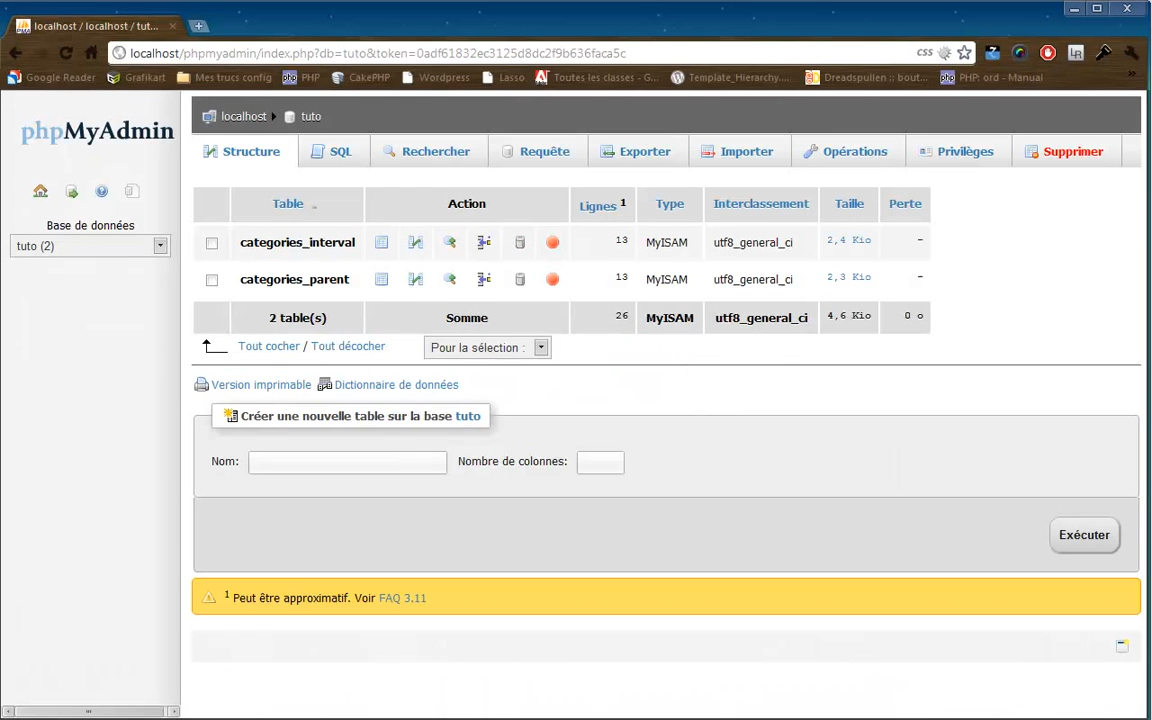 localhost / localhost / tut...
localhost/phpmyadmin/index.php?db=tuto&token=0adf61832ec3125d8dc2f9b636faca5c
CSS
LR
Google Reader Grafikart Mes trucs config PHP CakePHP Wordpress Lasso Toutes les classes - G... Template_Hierarchy.... Dreadspulien :: bout... PHP: ord - Manual »
phpMyAdmin
Base de données
tuto (2)
localhost tuto
Structure SQL Rechercher Requête Exporter Importer Opérations Privilèges Supprimer
Table Action Lignes 1 Type Interclassement Taille Perte
categories_interval 13 MyISAM utf8_general_ci 2,4 Kio -
categories_parent 13 MyISAM utf8_general_ci 2,3 Kio -
2 table(s) Somme 26 MyISAM utf8_general_ci 4,6 Kio 0 o
Tout cocher / Tout décocher Pour la sélection :
Version imprimable Dictionnaire de données
Créer une nouvelle table sur la base tuto
Nom: Nombre de colonnes:
Exécuter
1 Peut être approximatif. Voir FAQ 3.11